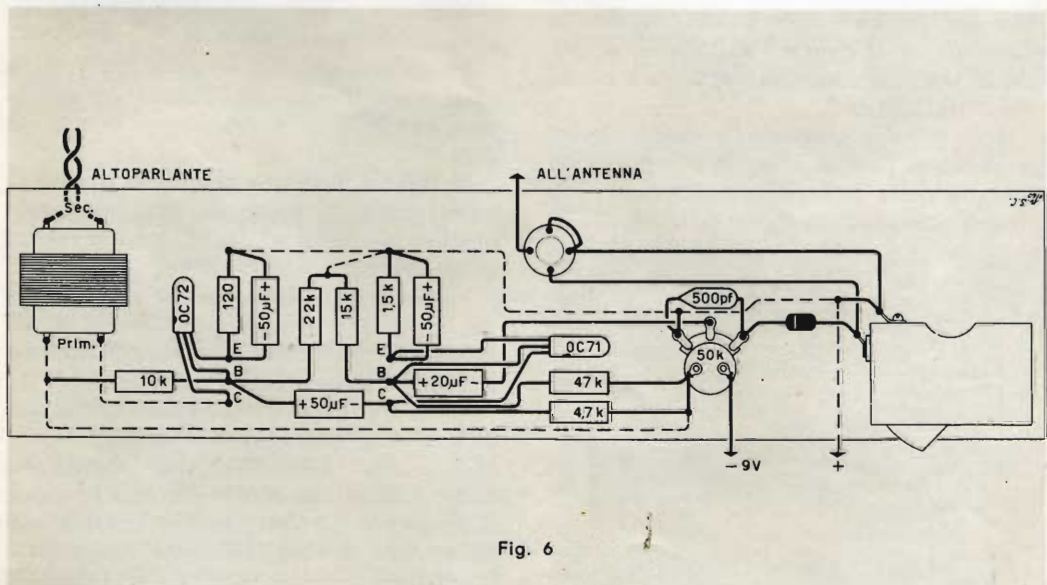 ALTOPARLANTE
ALL'ANTENNA
Sec.
Prim.
OC72
120
-50µF+
22k
15k
1,5k
-50µF+
E
B
C
E
B
C
10k
+50µF-
+20µF-
OC71
47k
4,7k
500pf
50k
-9V
+
Fig. 6